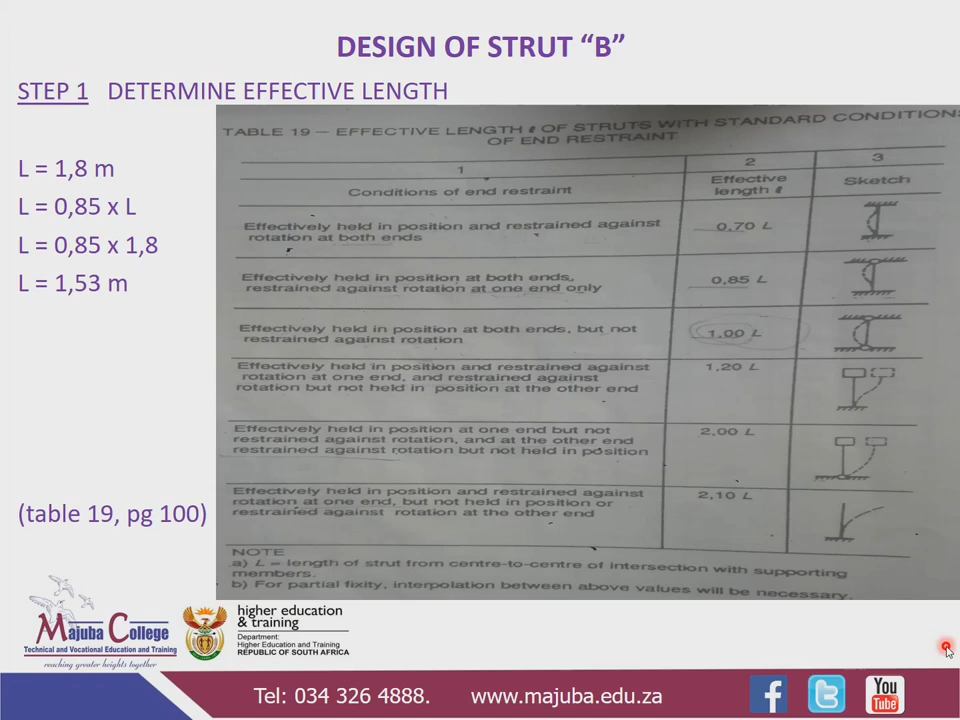 DESIGN OF STRUT “B”
STEP 1 DETERMINE EFFECTIVE LENGTH
L = 1,8 m
L = 0,85 x L
L = 0,85 x 1,8
L = 1,53 m
(table 19, pg 100)
TABLE 19 — EFFECTIVE LENGTH ℓ OF STRUTS WITH STANDARD CONDITIONS
OF END RESTRAINT
1 2 3
Conditions of end restraint
Effective
length ℓ
Sketch
Effectively held in position and restrained against
rotation at both ends
0,70 L
Effectively held in position at both ends,
restrained against rotation at one end only
0,85 L
Effectively held in position at both ends, but not
restrained against rotation
1,00 L
Effectively held in position and restrained against
rotation at one end, and restrained against
rotation but not held in position at the other end
1,20 L
Effectively held in position at one end but not
restrained against rotation, and at the other end
restrained against rotation but not held in position
2,00 L
Effectively held in position and restrained against
rotation at one end, but not held in position or
restrained against rotation at the other end
2,10 L
NOTE
a) L = length of strut from centre-to-centre of intersection with supporting
members.
b) For partial fixity, interpolation between above values will be necessary.
Majuba College
Technical and Vocational Education and Training
reaching greater heights together
higher education
& training
Department:
Higher Education and Training
REPUBLIC OF SOUTH AFRICA
Tel: 034 326 4888. www.majuba.edu.za
f
You
Tube